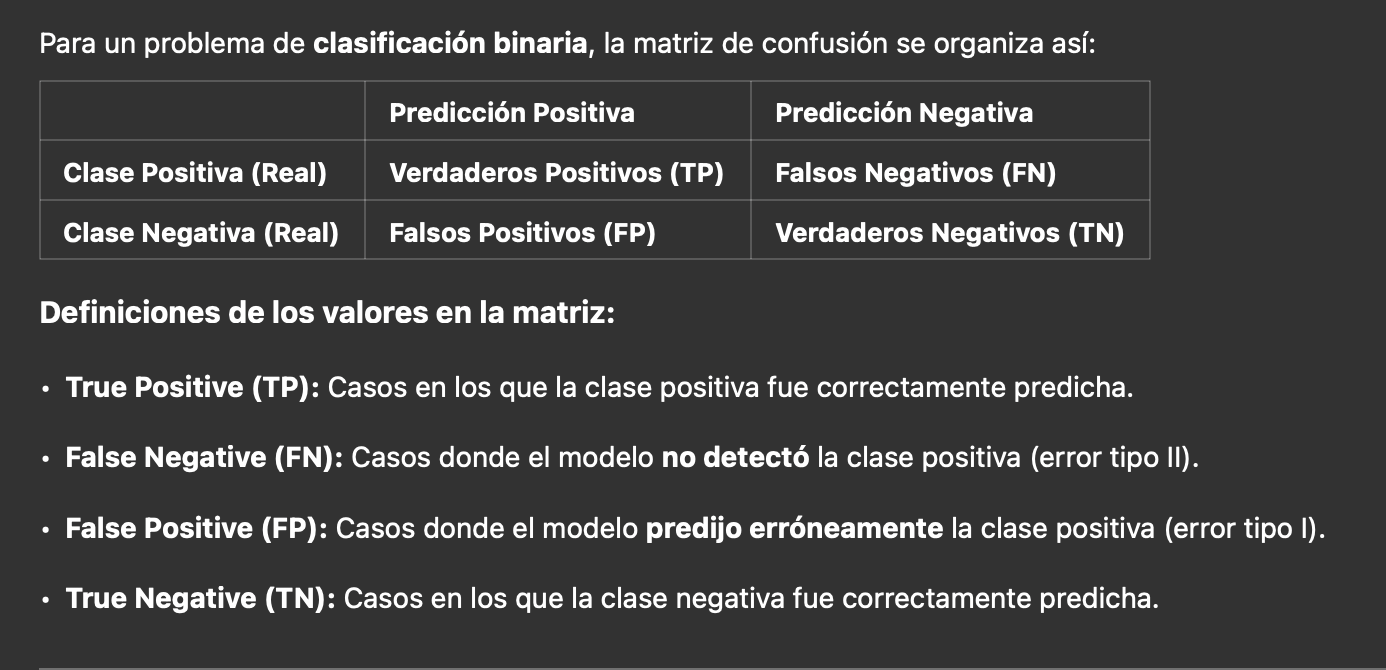 Para un problema de clasificación binaria, la matriz de confusión se organiza así:
Predicción Positiva Predicción Negativa
Clase Positiva (Real) Verdaderos Positivos (TP) Falsos Negativos (FN)
Clase Negativa (Real) Falsos Positivos (FP) Verdaderos Negativos (TN)
Definiciones de los valores en la matriz:
• True Positive (TP): Casos en los que la clase positiva fue correctamente predicha.
• False Negative (FN): Casos donde el modelo no detectó la clase positiva (error tipo II).
• False Positive (FP): Casos donde el modelo predijo erróneamente la clase positiva (error tipo I).
• True Negative (TN): Casos en los que la clase negativa fue correctamente predicha.